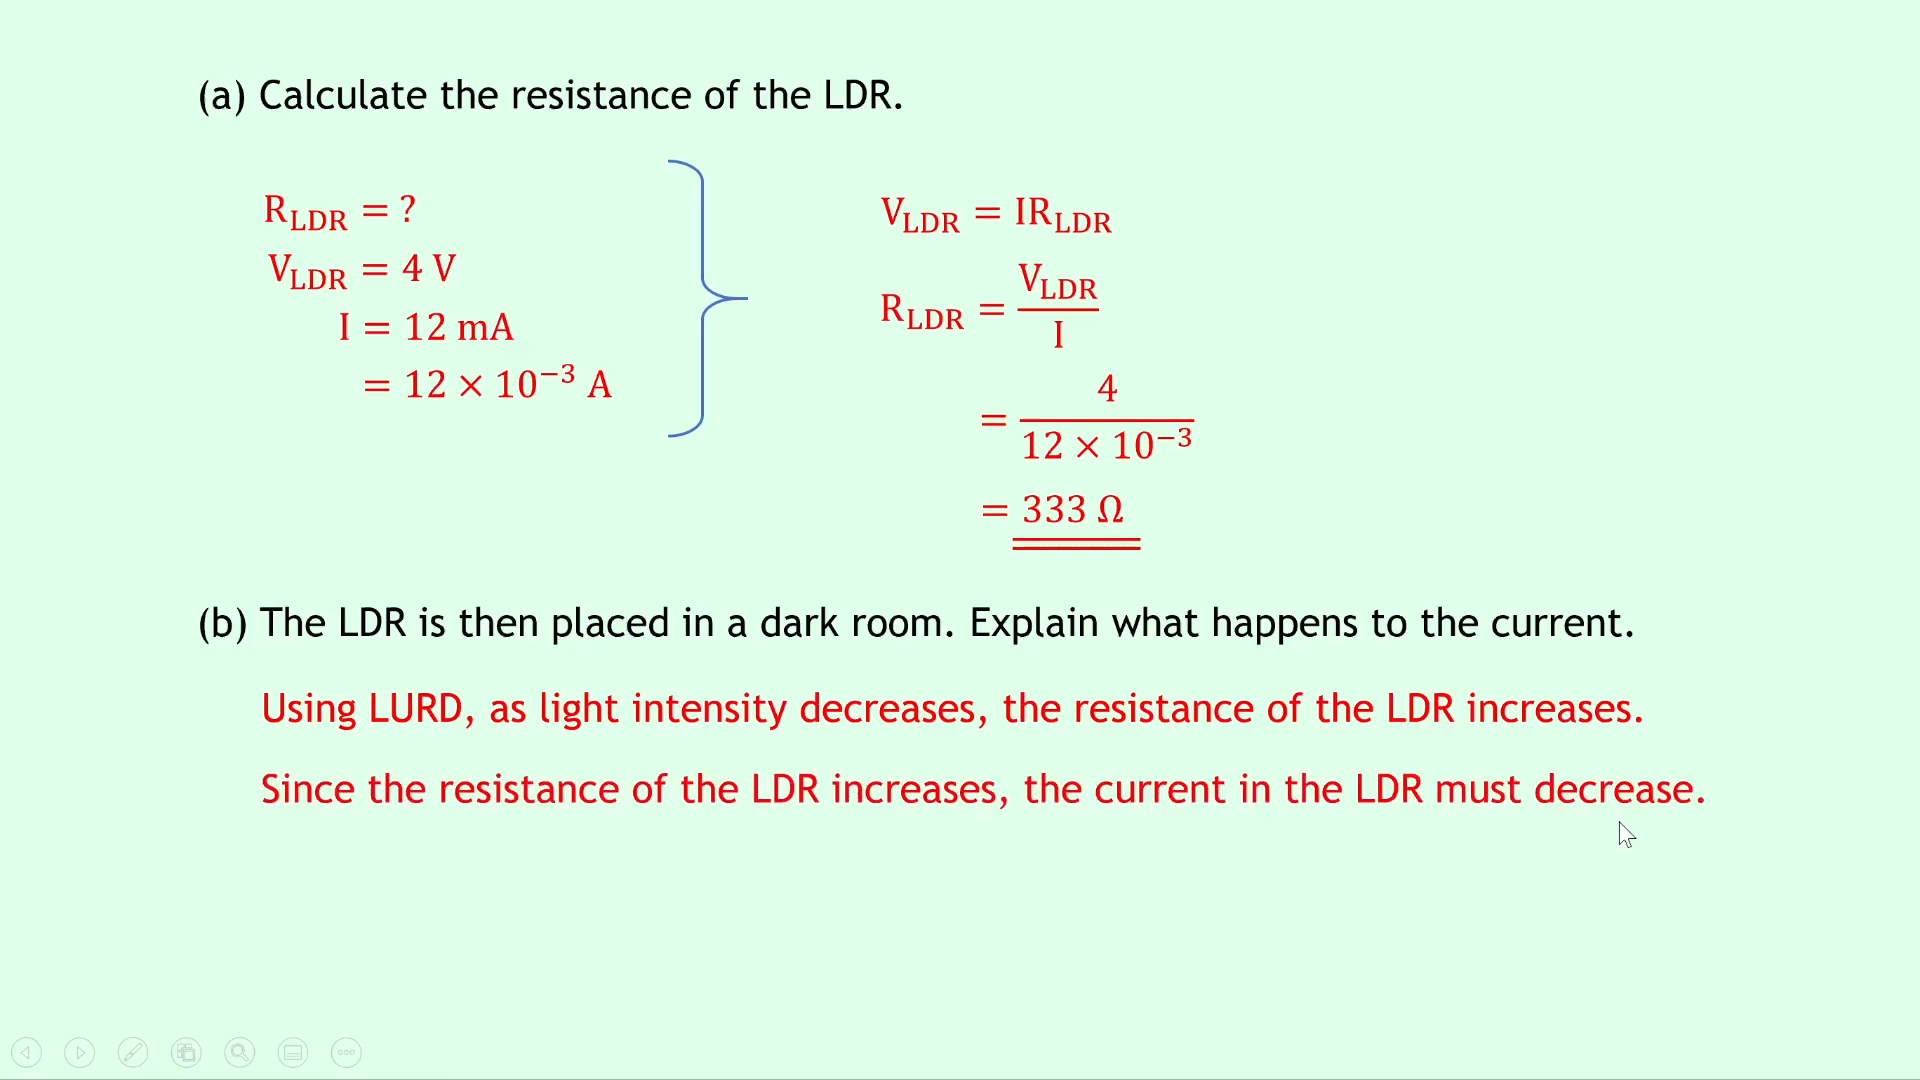 (a) Calculate the resistance of the LDR.
R_LDR = ?
V_LDR = 4 V
I = 12 mA
= 12 × 10⁻³ A
V_LDR = IR_LDR
R_LDR = V_LDR / I
= 4 / 12 × 10⁻³
= 333 Ω
(b) The LDR is then placed in a dark room. Explain what happens to the current.
Using LURD, as light intensity decreases, the resistance of the LDR increases.
Since the resistance of the LDR increases, the current in the LDR must decrease.